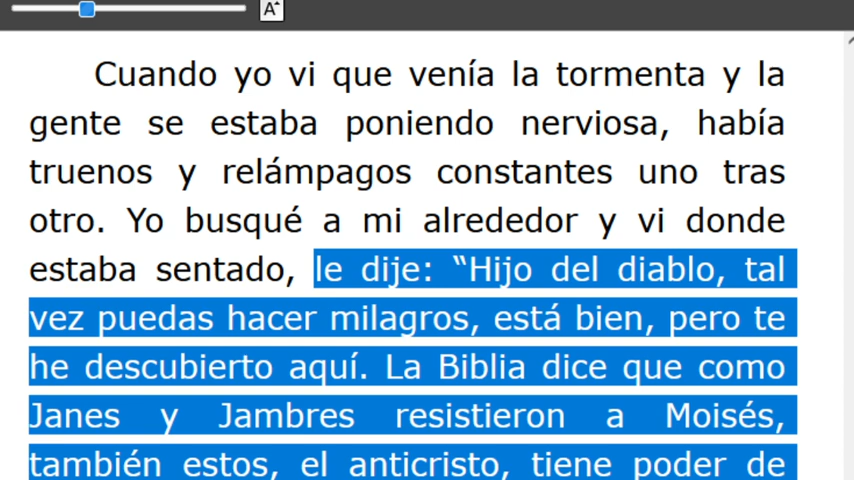 A
Cuando yo vi que venía la tormenta y la
gente se estaba poniendo nerviosa, había
truenos y relámpagos constantes uno tras
otro. Yo busqué a mi alrededor y vi donde
estaba sentado, le dije: “Hijo del diablo, tal
vez puedas hacer milagros, está bien, pero te
he descubierto aquí. La Biblia dice que como
Janes y Jambres resistieron a Moisés,
también estos, el anticristo, tiene poder de